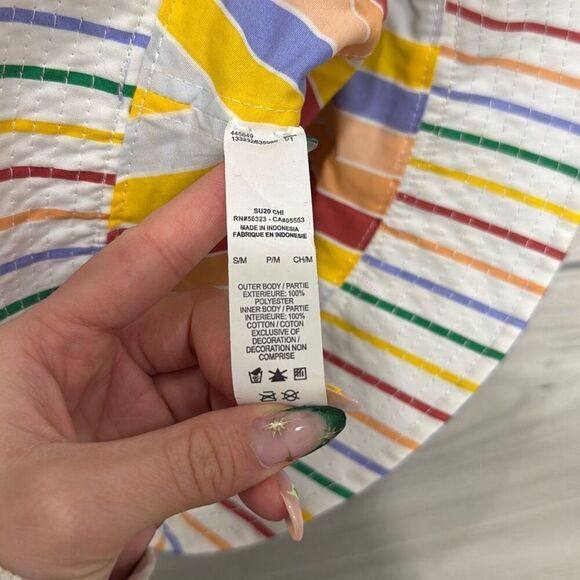 445649
SU20 CHI
RN#56323 - CA#05553
MADE IN INDONESIA
FABRIQUE EN INDONESIE
S/M P/M CH/M
OUTER BODY / PARTIE
EXTERIEURE: 100%
POLYESTER
INNER BODY / PARTIE
INTERIEURE: 100%
COTTON / COTON
EXCLUSIVE OF
DECORATION /
DECORATION NON
COMPRISE